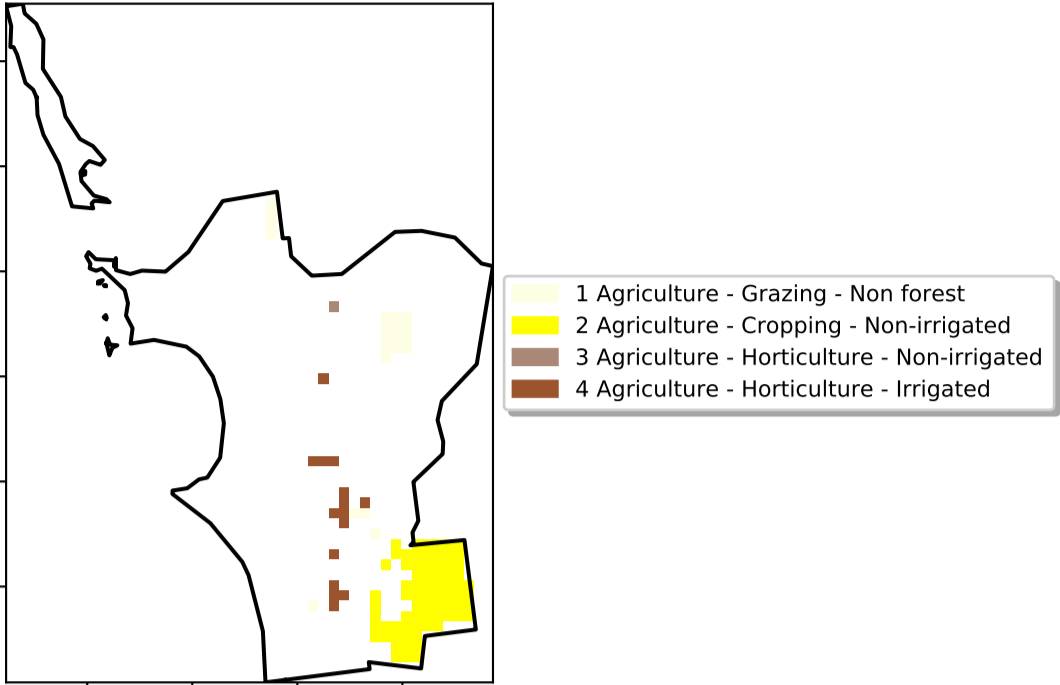 1 Agriculture - Grazing - Non forest
2 Agriculture - Cropping - Non-irrigated
3 Agriculture - Horticulture - Non-irrigated
4 Agriculture - Horticulture - Irrigated